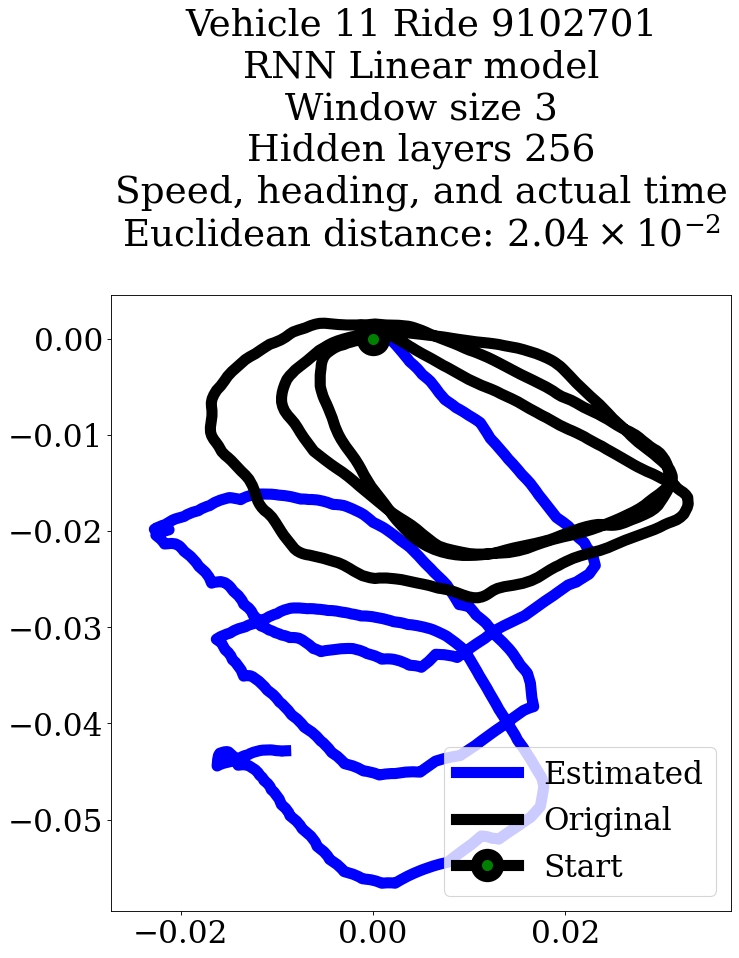 Vehicle 11 Ride 9102701
RNN Linear model
Window size 3
Hidden layers 256
Speed, heading, and actual time
Euclidean distance: 2.04 × 10⁻²
0.00
−0.01
−0.02
−0.03
−0.04
−0.05
Estimated
Original
Start
−0.02 0.00 0.02